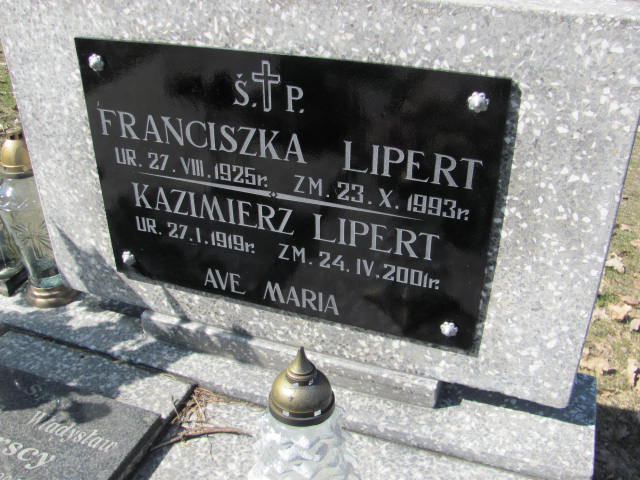 Ś. P.
FRANCISZKA LIPERT
UR. 27. VIII. 1925r. ZM. 23. X. 1993r.
KAZIMIERZ LIPERT
UR. 27. I. 1919r. ZM. 24. IV. 2001r.
AVE MARIA
Władysław